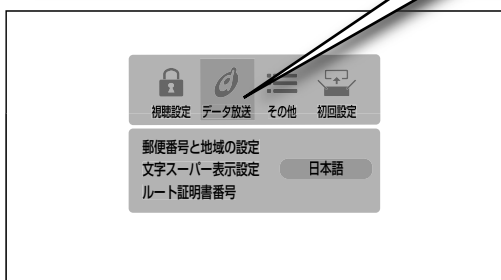 視聴設定 データ放送 その他 初回設定
郵便番号と地域の設定
文字スーパー表示設定 日本語
ルート証明書番号